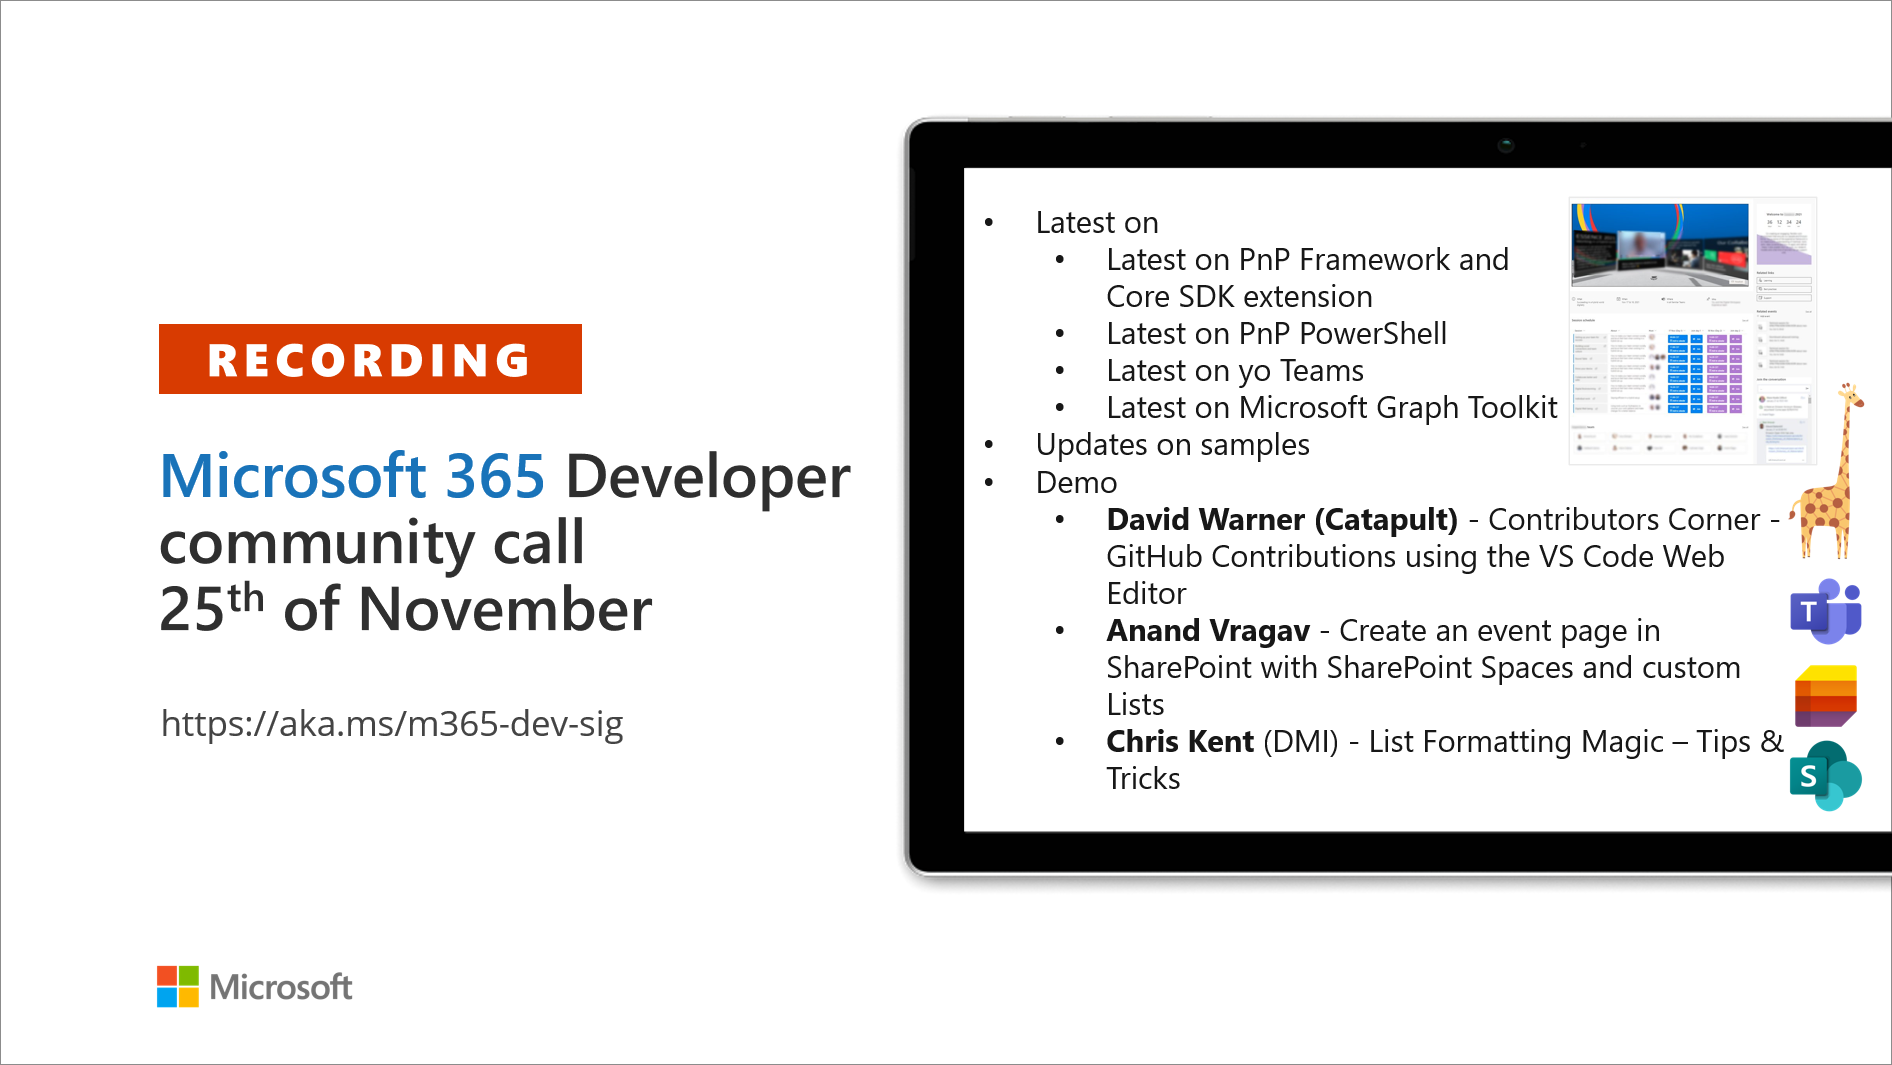 RECORDING
Microsoft 365 Developer
community call
25th of November
https://aka.ms/m365-dev-sig
Microsoft
• Latest on
• Latest on PnP Framework and
Core SDK extension
• Latest on PnP PowerShell
• Latest on yo Teams
• Latest on Microsoft Graph Toolkit
• Updates on samples
• Demo
• David Warner (Catapult) - Contributors Corner -
GitHub Contributions using the VS Code Web
Editor
• Anand Vragav - Create an event page in
SharePoint with SharePoint Spaces and custom
Lists
• Chris Kent (DMI) - List Formatting Magic – Tips &
Tricks
T
S